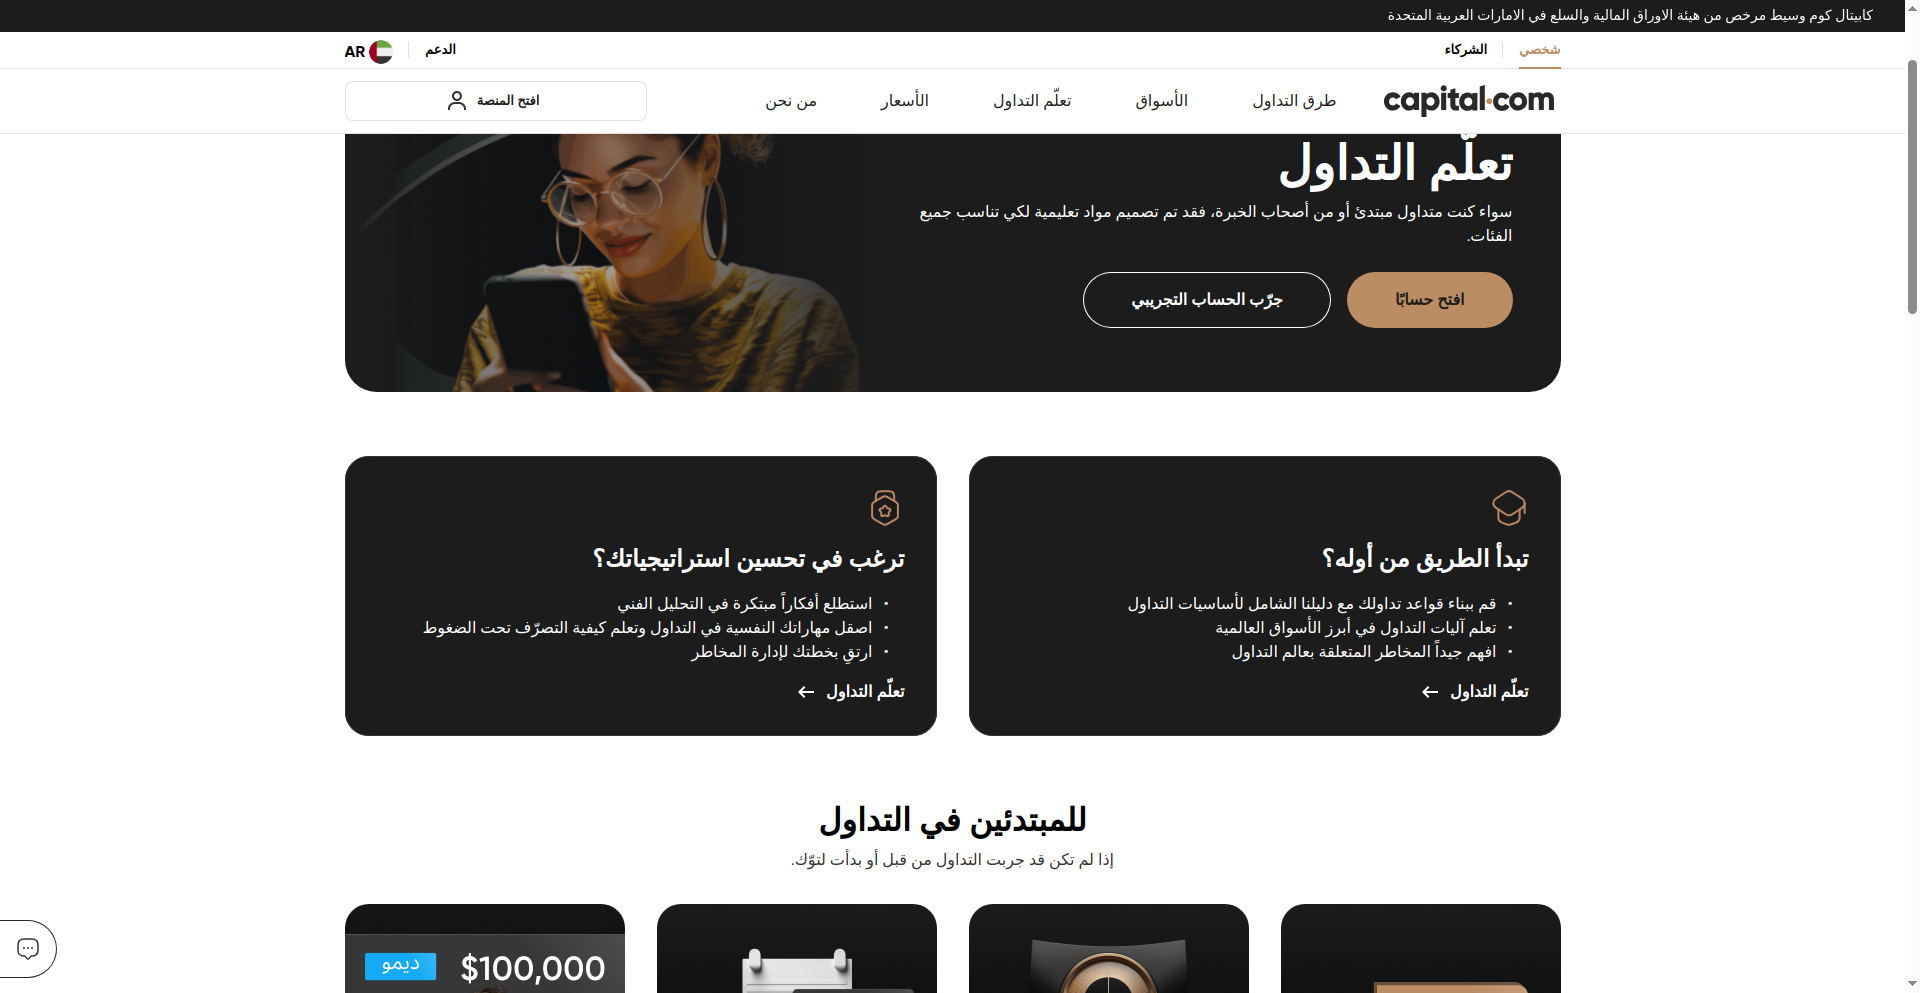 كابيتال كوم وسيط مرخص من هيئة الاوراق المالية والسلع في الامارات العربية المتحدة
شخصي
الشركاء
الدعم
AR
capital.com
طرق التداول
الأسواق
تعلّم التداول
الأسعار
من نحن
افتح المنصة
تعلّم التداول
سواء كنت متداول مبتدئ أو من أصحاب الخبرة، فقد تم تصميم مواد تعليمية لكي تناسب جميع
الفئات.
افتح حسابًا
جرّب الحساب التجريبي
تبدأ الطريق من أوله؟
• قم ببناء قواعد تداولك مع دليلنا الشامل لأساسيات التداول
• تعلم آليات التداول في أبرز الأسواق العالمية
• افهم جيداً المخاطر المتعلقة بعالم التداول
تعلّم التداول
ترغب في تحسين استراتيجياتك؟
• استطلع أفكاراً مبتكرة في التحليل الفني
• اصقل مهاراتك النفسية في التداول وتعلم كيفية التصرّف تحت الضغوط
• ارتقِ بخطتك لإدارة المخاطر
تعلّم التداول
للمبتدئين في التداول
إذا لم تكن قد جربت التداول من قبل أو بدأت لتوّك.
$100,000
ديمو